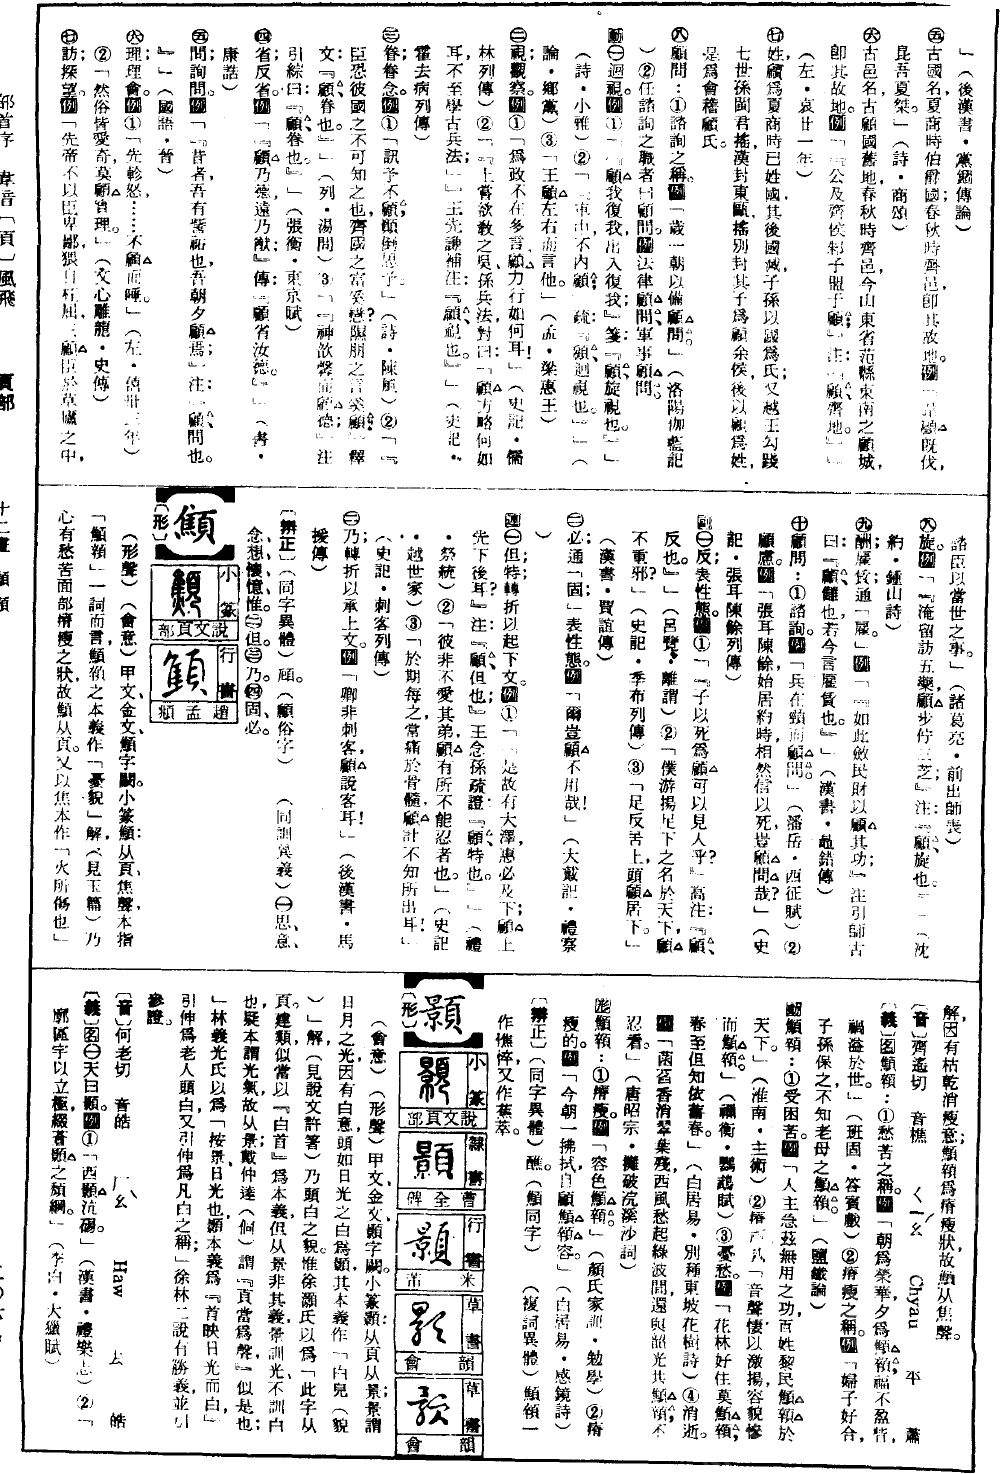 」（後漢書・黨錮傳論）
㊄古國名夏商時伯爵國春秋時齊邑卽其故地。例「韋顧旣伐，
昆吾夏桀」（詩・商頌）
㊅古邑名古顧國舊地春秋時齊邑今山東省范縣東南之顧城，
卽其故地。例「公及齊侯邾子盟于顧」注：「顧齊地」
（左・哀廿一年）
㊆姓顧爲夏商時己姓國其後國滅子孫以國爲氏；又越王勾踐
七世孫閩君搖漢封東甌，搖別封其子爲顧余侯，後以顧爲姓，
是爲會稽顧氏。
㊇顧問：①諮詢之稱。例「歲一朝以備顧問」（洛陽伽藍記
）②任諮詢之職者曰顧問。例法律顧問軍事顧問。
動㊀迴視。例①「『顧我復我出入復我』箋『顧旋視也。』」
（詩・小雅）②「『車中不內顧』疏：『顧迴視也。』」（
論・鄉黨）③「王顧左右而言他。」（孟・梁惠王）
㊁視觀察。例①「爲政不在多言顧力行如何耳！」（史記・儒
林列傳）②「『上嘗欲敎之吳孫兵法對曰：『顧方略何如
耳不至學古兵法』』王先謙補注：『顧視也。』」（史記・
霍去病列傳）
㊂眷眷念。例①「訊予不顧顚倒思予。」（詩・陳風）②「『
臣恐彼國之不可知之也，齊國之富奚戀隰朋之言奚顧』釋
文：『顧眷也。』」（列・湯問）③「『神歆馨而顧德』注
引綜曰『顧眷也。』」（張衡・東京賦）
㊃省反省。例「『顧乃德遠乃猷』傳『顧省汝德。』」（書・
康誥）
㊄問詢問。例「『昔者吾有訾祏也吾朝夕顧焉』注：『顧問也。
』」（國語・晉）
㊅理理會。例①「先軫怒……不顧而唾。」（左・僖卅三年）
②「然俗皆愛奇莫顧實理。」（文心雕龍・史傳）
㊆訪探望。例「先帝不以臣卑鄙猥自枉屈三顧臣於草廬之中，
諮臣以當世之事。」（諸葛亮・前出師表）
㊇旋。例「『淹留訪五藥顧步佇三芝』注：『顧旋也。』」（沈
約・鍾山詩）
㊈酬屬貨通「雇」。例「『如此斂民財以顧其功』注引師古
曰：『顧讎也若今言雇賃也。』」（漢書・鼂錯傳）
㊉顧問：①諮詢。例「兵在頸而顧問。」（潘岳・西征賦）②
顧慮。例「張耳陳餘始居約時相然信以死豈顧問哉？」（史
記・張耳陳餘列傳）
副㊀反表性態。例①「『子以死爲顧可以見人乎？』高注：『顧，
反也。』」（呂覽・離謂）②「僕游揚足下之名於天下，顧
不重邪？」（史記・季布列傳）③「足反居上頭顧居下。」
（漢書・賈誼傳）
㊁必通「固」表性態。例「爾豈顧不用哉！」（大戴記・禮察
）
連㊀但特轉折以起下文。例①「『是故有大澤，惠必及下，顧上
先下後耳』注：『顧但也』王念孫疏證：『顧特也。』」（禮
・祭統）②「彼非不愛其弟顧有所不能忍者也。」（史記
・越世家）③「於期每之常痛於骨髓，顧計不知所出耳！」
（史記・刺客列傳）
㊁乃轉折以承上文。例「卿非刺客，顧說客耳！」（後漢書・馬
援傳）
〔辨正〕（同字異體）頋。（顧俗字）　（同訓異義）㊀思、意、
念、想、懷、憶、惟。㊁但。㊂乃。㊃固、必。
【顦】
〔形〕
小篆　說文頁部
行書　趙孟頫
（形聲）（會意）甲文金文顦字闕。小篆顦：从頁，焦聲，本指
「顦顇」一詞而言，顦顇之本義作「憂貌」解（見玉篇）乃
心有愁苦面部瘠瘦之狀，故顦从頁。又以焦本作「火所傷也」
解，因有枯乾消瘦意，顦顇爲瘠瘦狀，故顦从焦聲。
〔音〕齊遙切　音樵　ㄑㄧㄠˊ　Chyau　平　蕭
〔義〕名顦顇：①愁苦之稱。例「朝爲榮華，夕爲顦顇；福不盈眥，
禍溢於世。」（班固・答賓戲）②瘠瘦之稱。例「婦子好合，
子孫保之不知老母之顦顇。」（鹽鐵論）
動顦顇：①受困苦。例「人主急茲無用之功，百姓黎民顦顇於
天下。」（淮南・主術）②瘠　「音聲悽以激揚，容貌慘
而顦顇。」（禰衡・鸚鵡賦）③憂愁。例「花林好住莫顦顇，
春至但知依舊春。」（白居易・別種東坡花樹詩）④消逝。
例「菡萏香消翠葉殘西風愁起綠波間還與韶光共顦顇不
忍看。」（唐昭宗・攤破浣溪沙詞）
形顦顇：①瘠瘦。例「容色顦顇。」（顏氏家訓・勉學）②瘠
瘦的。例「今朝一拂拭自顧顦顇容。」（白居易・感鏡詩）
〔辨正〕（同字異體）醮。（顦同字）　（複詞異體）顦顇一
作憔悴，又作蕉萃。
【顥】
〔形〕
小篆　說文頁部
隸書　曹全碑
行書　米芾
草書　韻會
草書　韻會
（會意）（形聲）甲文、金文、顥字闕。小篆顥：从頁从景，景謂
日月之光，因有白意，頭如日光之白爲顥，其本義作「白皃（貌
）」解（見說文許箸）乃頭白之貌。惟徐灝氏以爲「此字从
頁，建類似當以『白首』爲本義，但从景非其義，景訓光，不訓白
也，疑本謂光氣，故从景；戴仲達（侗）謂『頁當爲聲』似是也；
」林義光氏以爲「按景，日光也；顥本義爲『首映日光而白』
引伸爲老人頭白，又引伸爲凡白之稱」徐林二說有勝義並引
參證。
〔音〕何老切　音皓　ㄏㄠˋ　Haw　去　皓
〔義〕名㊀天曰顥。例①「西顥沆碭。」（漢書・禮樂志）②「
廓區宇以立極綴蒼顥之頹網。」（李白・大獵賦）
部首序　韋音〔頁〕風飛　頁部　十二畫　顧顦